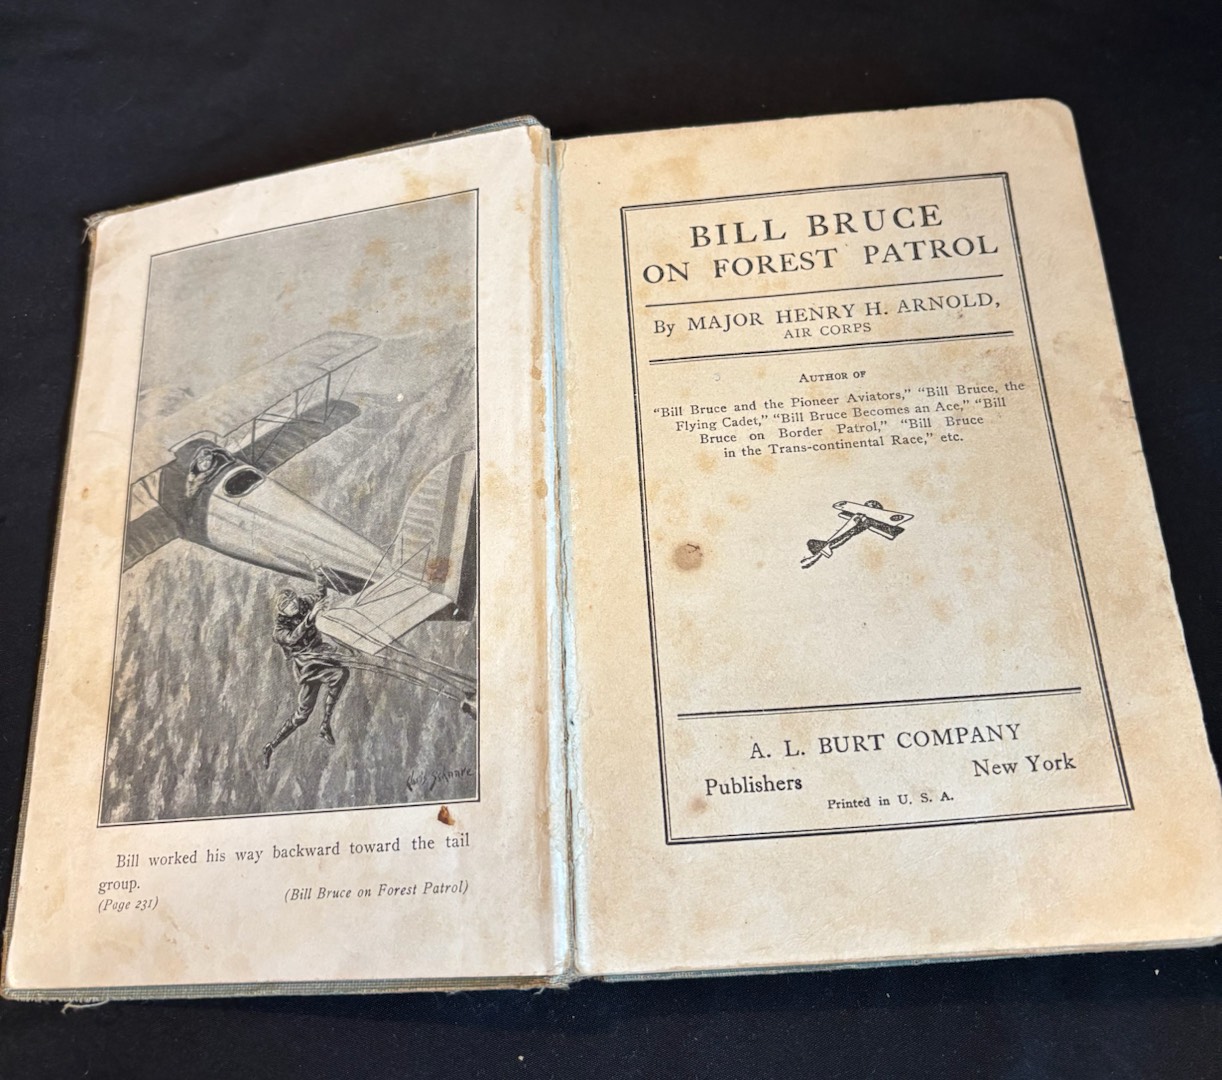 Bill worked his way backward toward the tail
group.
(Page 231) (Bill Bruce on Forest Patrol)
BILL BRUCE
ON FOREST PATROL
By MAJOR HENRY H. ARNOLD,
AIR CORPS
AUTHOR OF
"Bill Bruce and the Pioneer Aviators," "Bill Bruce, the
Flying Cadet," "Bill Bruce Becomes an Ace," "Bill
Bruce on Border Patrol," "Bill Bruce
in the Trans-continental Race," etc.
A. L. BURT COMPANY
Publishers New York
Printed in U. S. A.